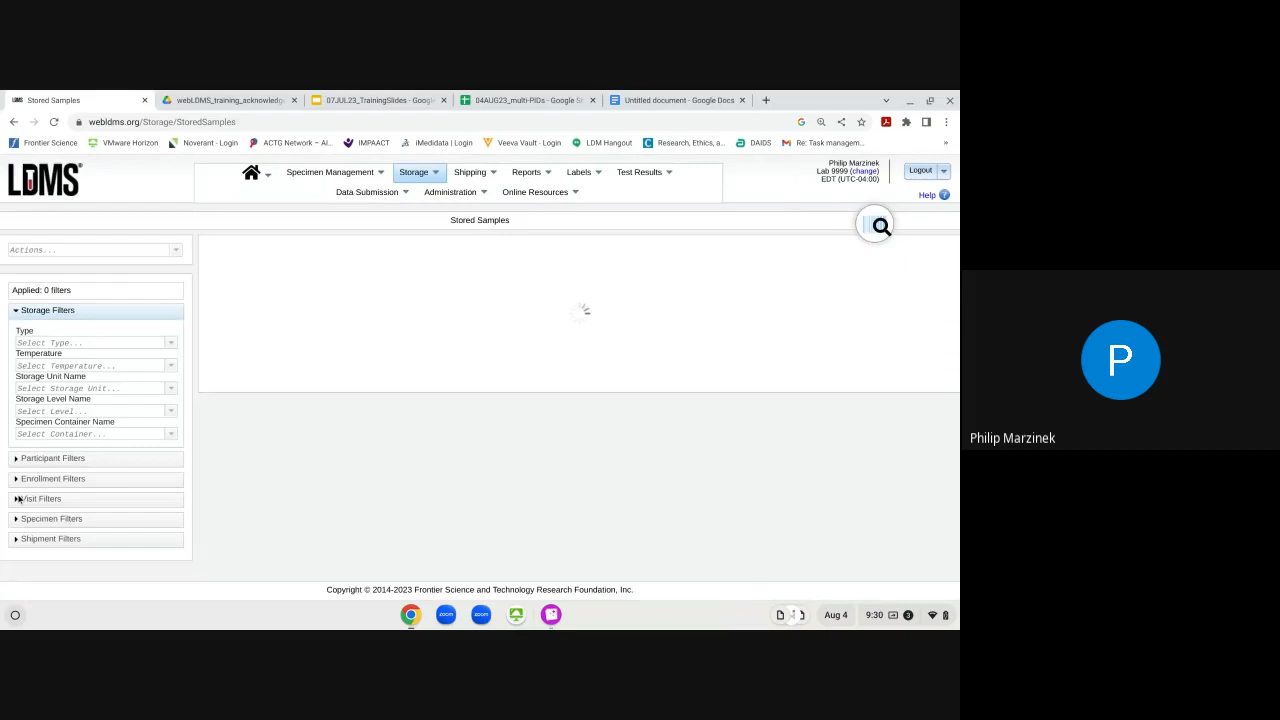 Stored Samples
webLDMS_training_acknowledg
07JUL23_TrainingSlides - Google
04AUG23_multi-PIDs - Google S
Untitled document - Google Docs
webldms.org/Storage/StoredSamples
Frontier Science
VMware Horizon
Noverant - Login
ACTG Network – Al...
IMPAACT
iMedidata | Login
Veeva Vault - Login
LDM Hangout
Research, Ethics, a...
DAIDS
Re: Task managem...
»
LDMS®
Specimen Management
Storage
Shipping
Reports
Labels
Test Results
Data Submission
Administration
Online Resources
Philip Marzinek
Lab 9999 (change)
EDT (UTC-04:00)
Logout
Help ?
Stored Samples
Actions...
Applied: 0 filters
Storage Filters
Type
Select Type...
Temperature
Select Temperature...
Storage Unit Name
Select Storage Unit...
Storage Level Name
Select Level...
Specimen Container Name
Select Container...
Participant Filters
Enrollment Filters
Visit Filters
Specimen Filters
Shipment Filters
Copyright © 2014-2023 Frontier Science and Technology Research Foundation, Inc.
zoom
zoom
Aug 4
9:30
3
P
Philip Marzinek